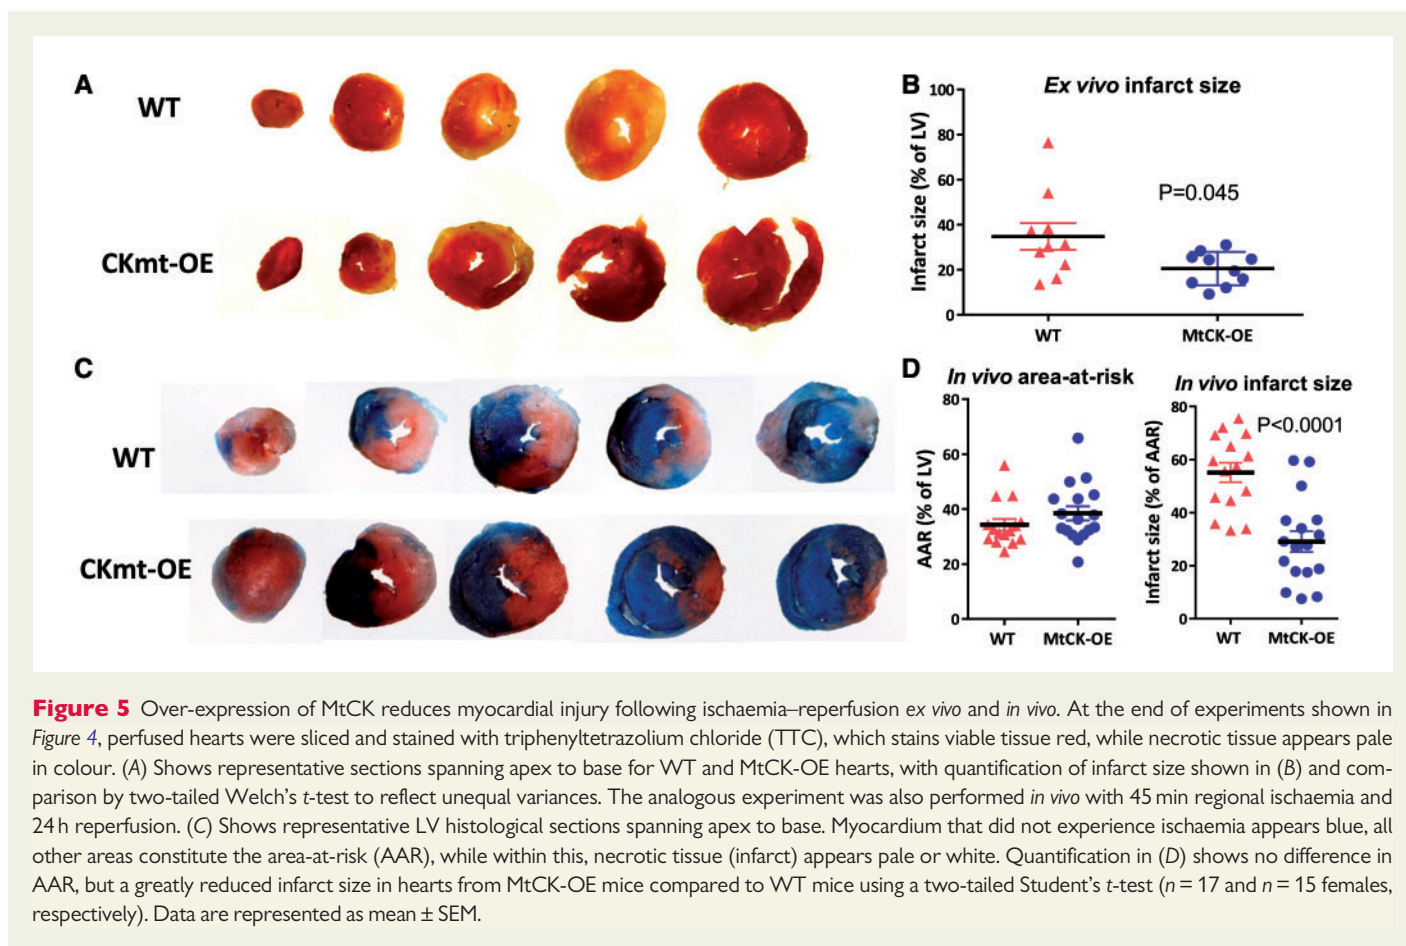 A
WT
CKmt-OE
B
Ex vivo infarct size
Infarct size (% of LV)
100
80
60
40
20
0
P=0.045
WT
MtCK-OE
C
WT
CKmt-OE
D
In vivo area-at-risk
AAR (% of LV)
80
60
40
20
0
WT
MtCK-OE
In vivo infarct size
Infarct size (% of AAR)
80
60
40
20
0
P<0.0001
WT
MtCK-OE
Figure 5 Over-expression of MtCK reduces myocardial injury following ischaemia–reperfusion ex vivo and in vivo. At the end of experiments shown in
Figure 4, perfused hearts were sliced and stained with triphenyltetrazolium chloride (TTC), which stains viable tissue red, while necrotic tissue appears pale
in colour. (A) Shows representative sections spanning apex to base for WT and MtCK-OE hearts, with quantification of infarct size shown in (B) and com-
parison by two-tailed Welch's t-test to reflect unequal variances. The analogous experiment was also performed in vivo with 45 min regional ischaemia and
24 h reperfusion. (C) Shows representative LV histological sections spanning apex to base. Myocardium that did not experience ischaemia appears blue, all
other areas constitute the area-at-risk (AAR), while within this, necrotic tissue (infarct) appears pale or white. Quantification in (D) shows no difference in
AAR, but a greatly reduced infarct size in hearts from MtCK-OE mice compared to WT mice using a two-tailed Student's t-test (n = 17 and n = 15 females,
respectively). Data are represented as mean ± SEM.